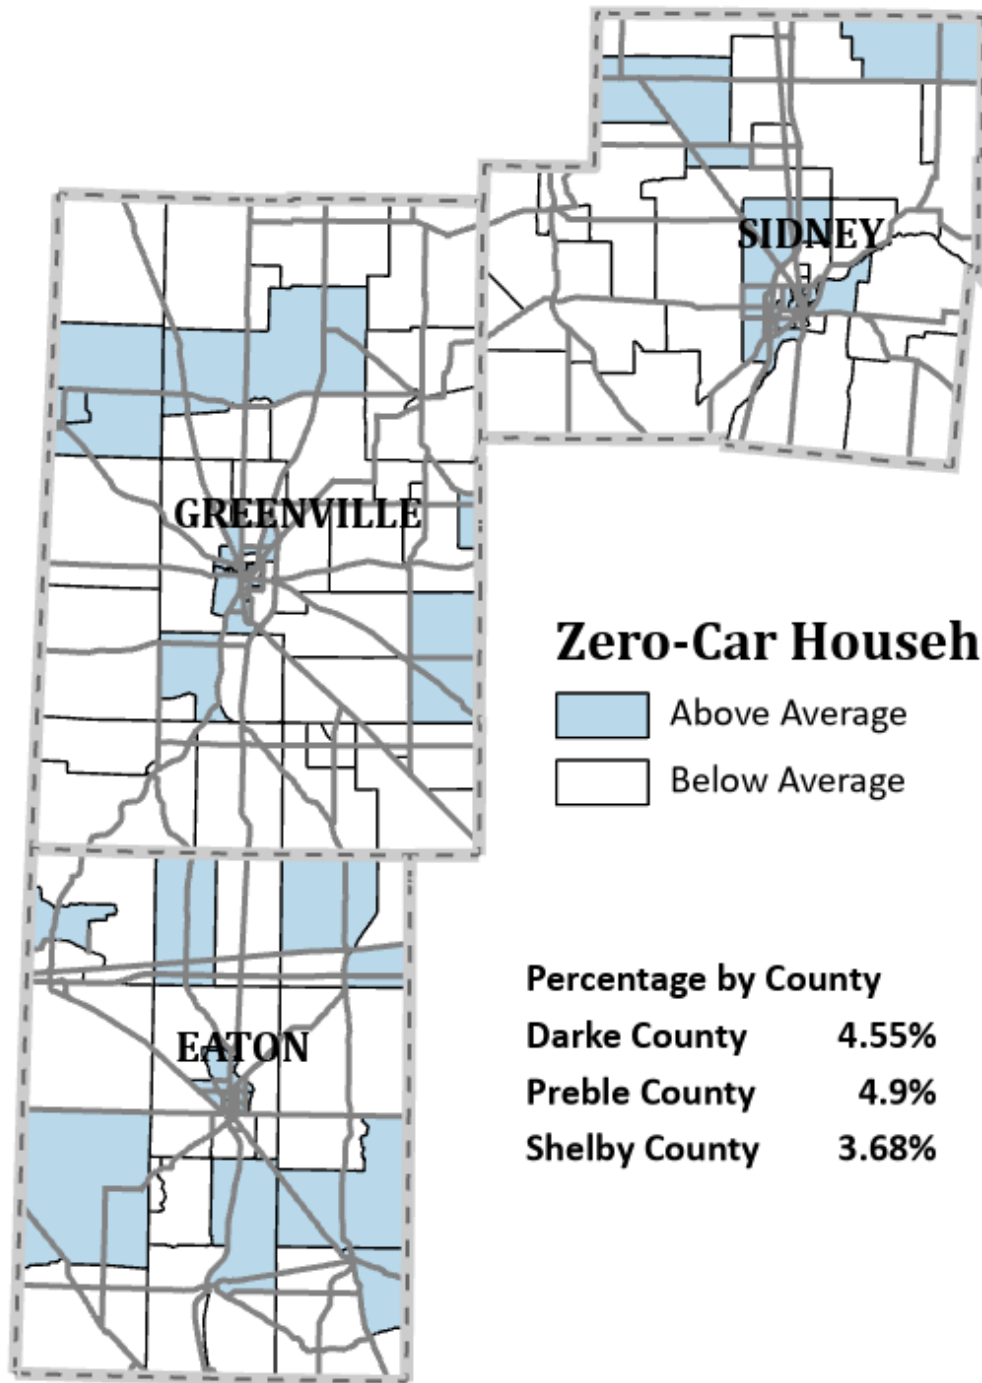 SIDNEY
GREENVILLE
Zero-Car Househ
Above Average
Below Average
EATON
Percentage by County
Darke County 4.55%
Preble County 4.9%
Shelby County 3.68%